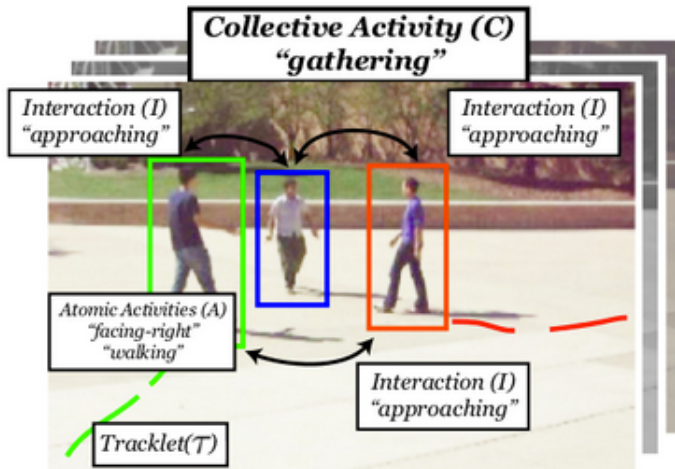 Collective Activity (C)
"gathering"
Interaction (I)
"approaching"
Interaction (I)
"approaching"
Atomic Activities (A)
"facing-right"
"walking"
Interaction (I)
"approaching"
Tracklet(𝒯)